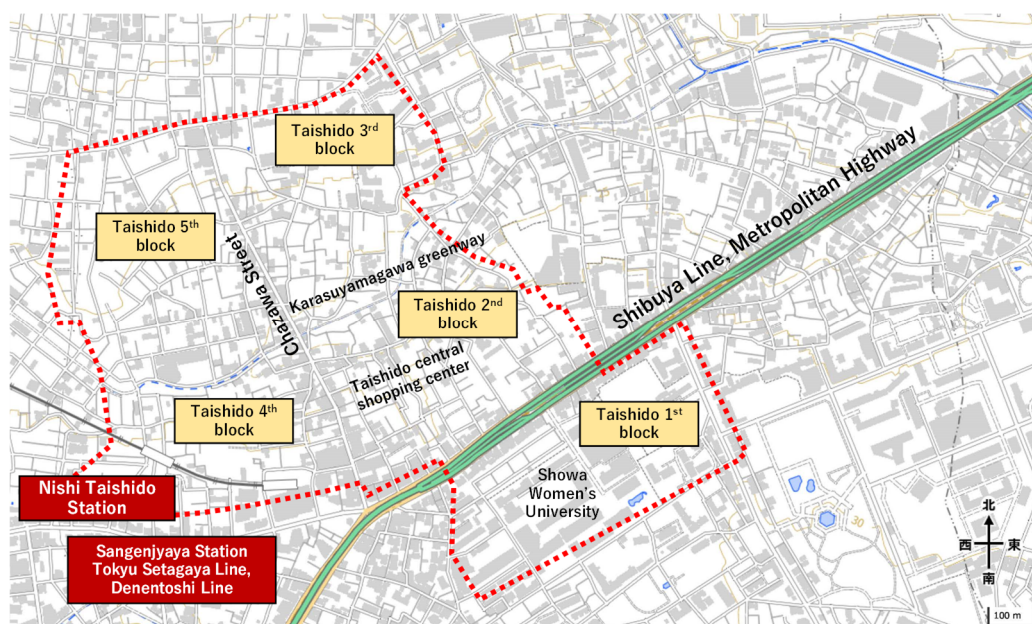 Taishido 3rd
block
Shibuya Line, Metropolitan Highway
Taishido 5th
block
Chazawa Street
Karasuyamagawa greenway
Taishido 2nd
block
Taishido central
shopping center
Taishido 4th
block
Taishido 1st
block
Nishi Taishido
Station
Showa
Women's
University
Sangenjyaya Station
Tokyu Setagaya Line,
Denentoshi Line
30
北
西 東
南
100 m